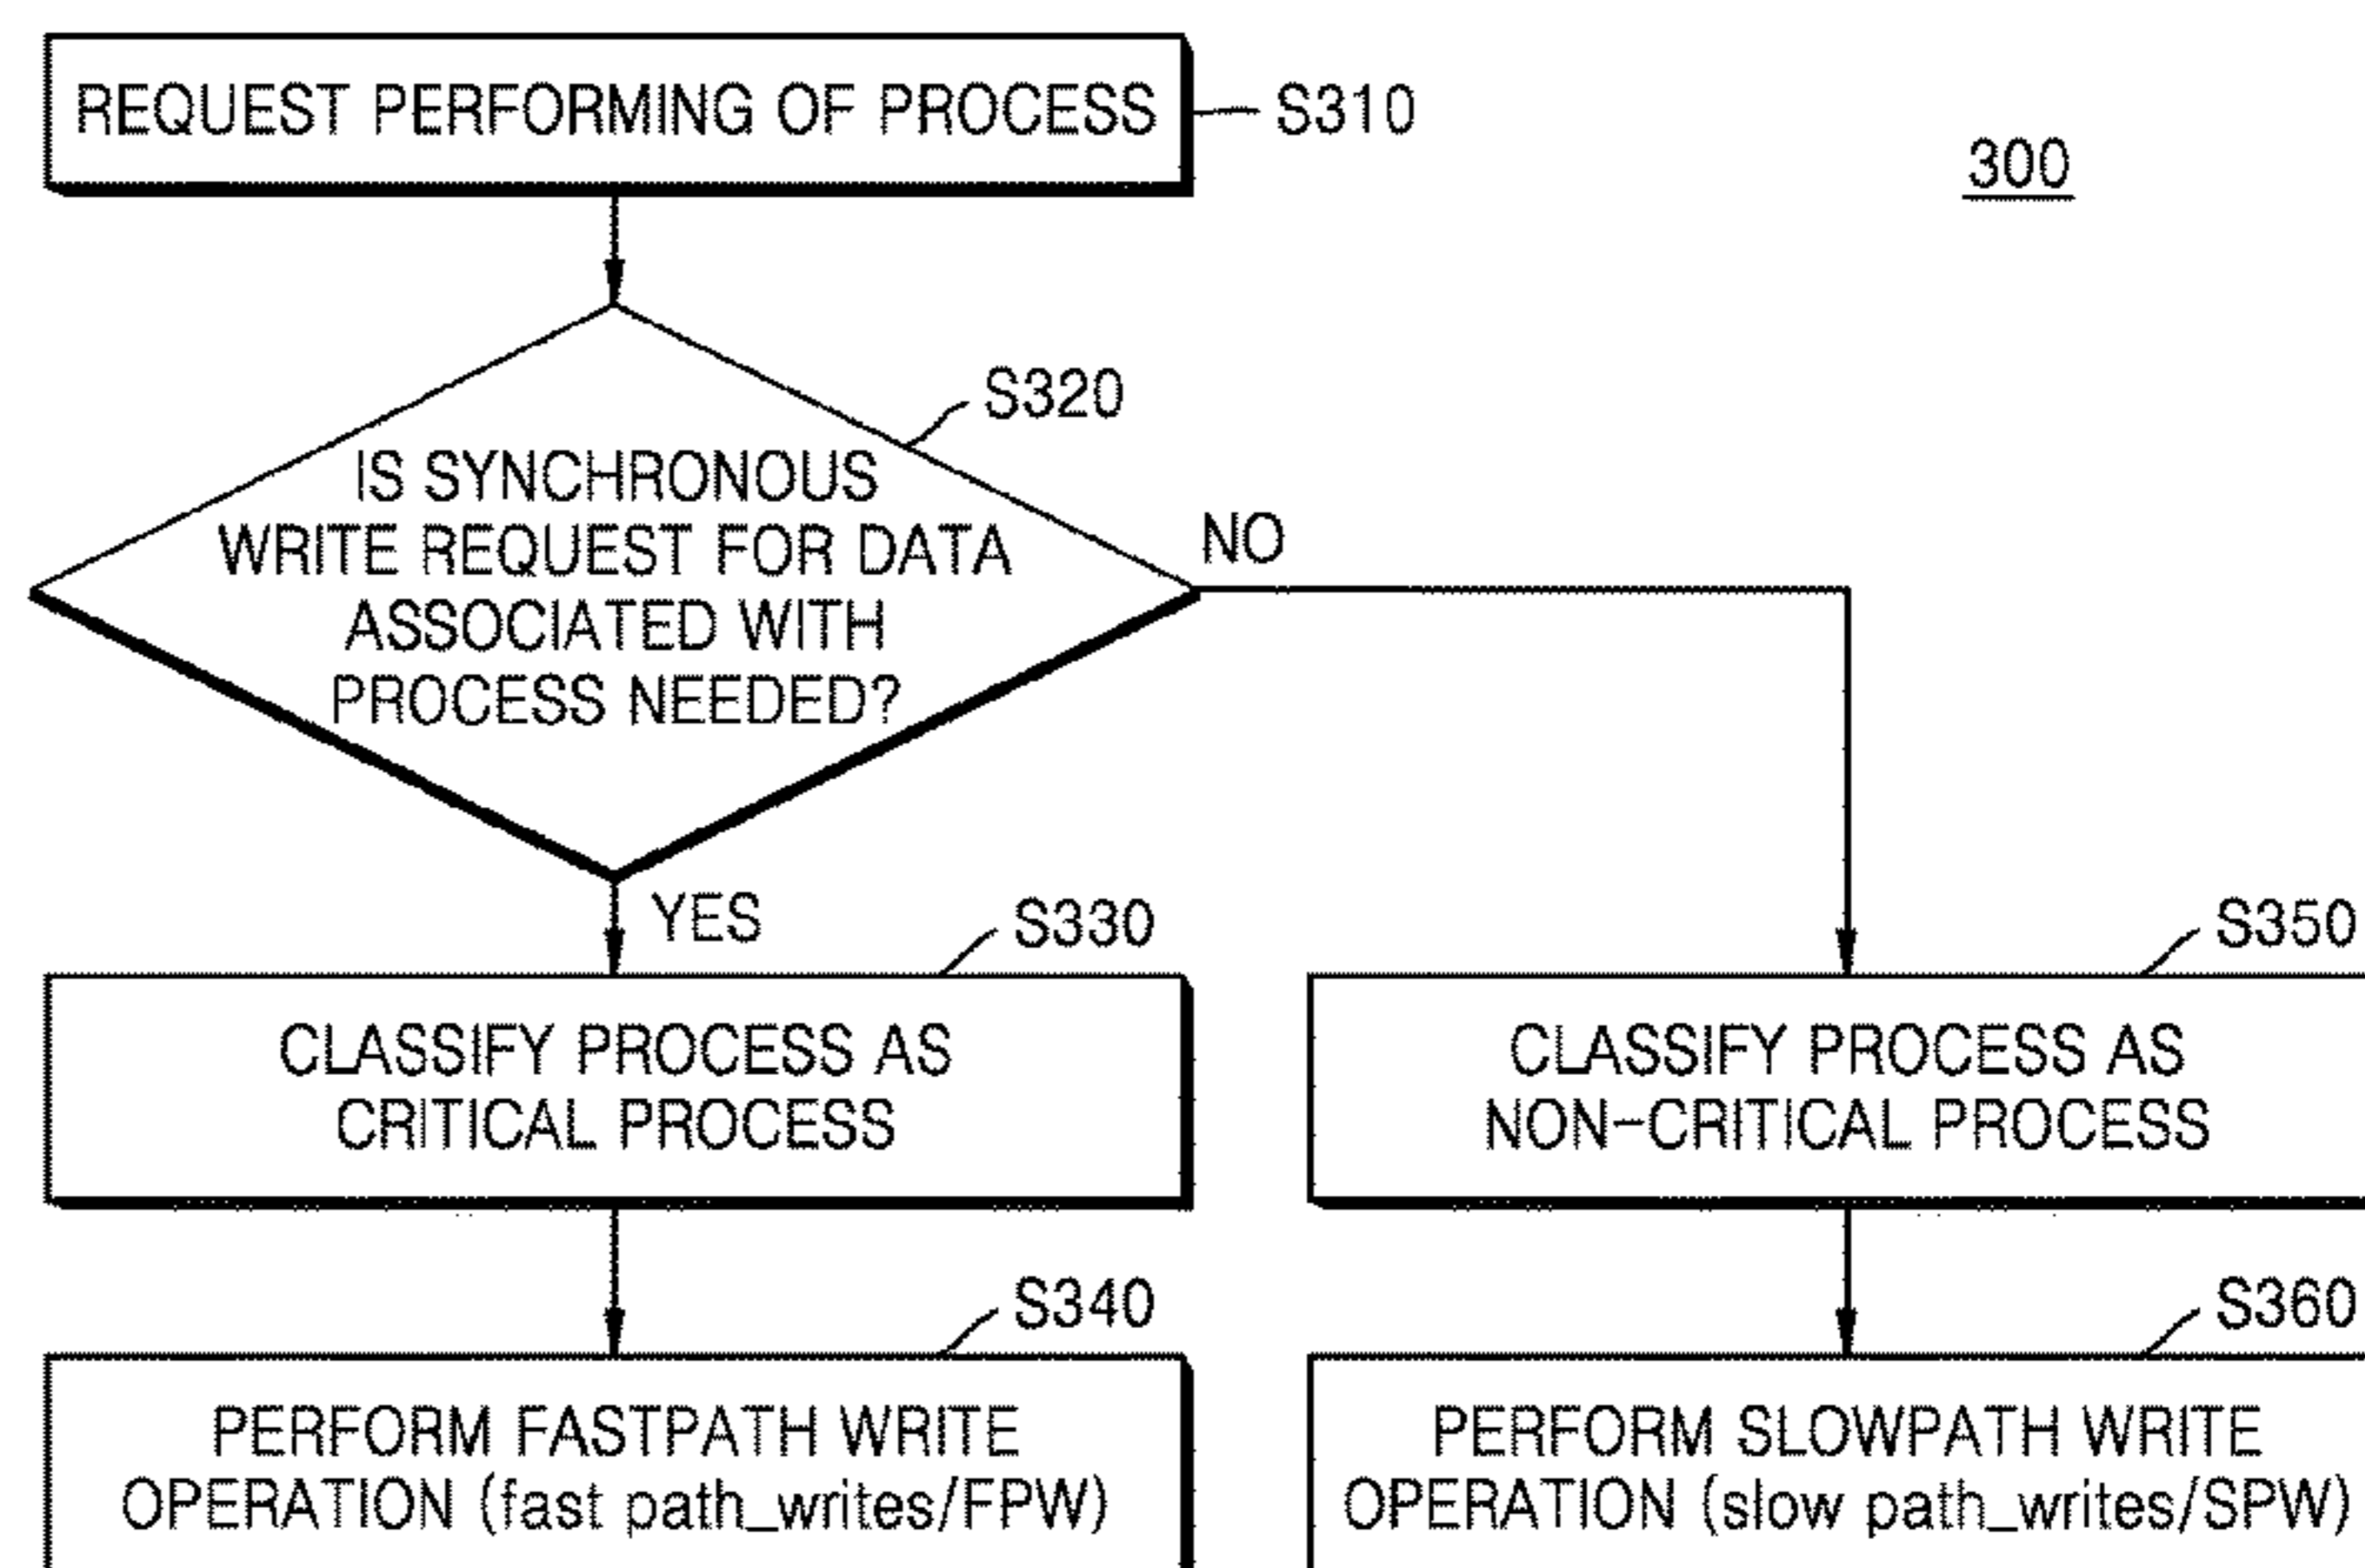 REQUEST PERFORMING OF PROCESS
S310
300
S320
IS SYNCHRONOUS
WRITE REQUEST FOR DATA
ASSOCIATED WITH
PROCESS NEEDED?
NO
YES
S330
CLASSIFY PROCESS AS
CRITICAL PROCESS
S350
CLASSIFY PROCESS AS
NON-CRITICAL PROCESS
S340
PERFORM FASTPATH WRITE
OPERATION (fast path_writes/FPW)
S360
PERFORM SLOWPATH WRITE
OPERATION (slow path_writes/SPW)